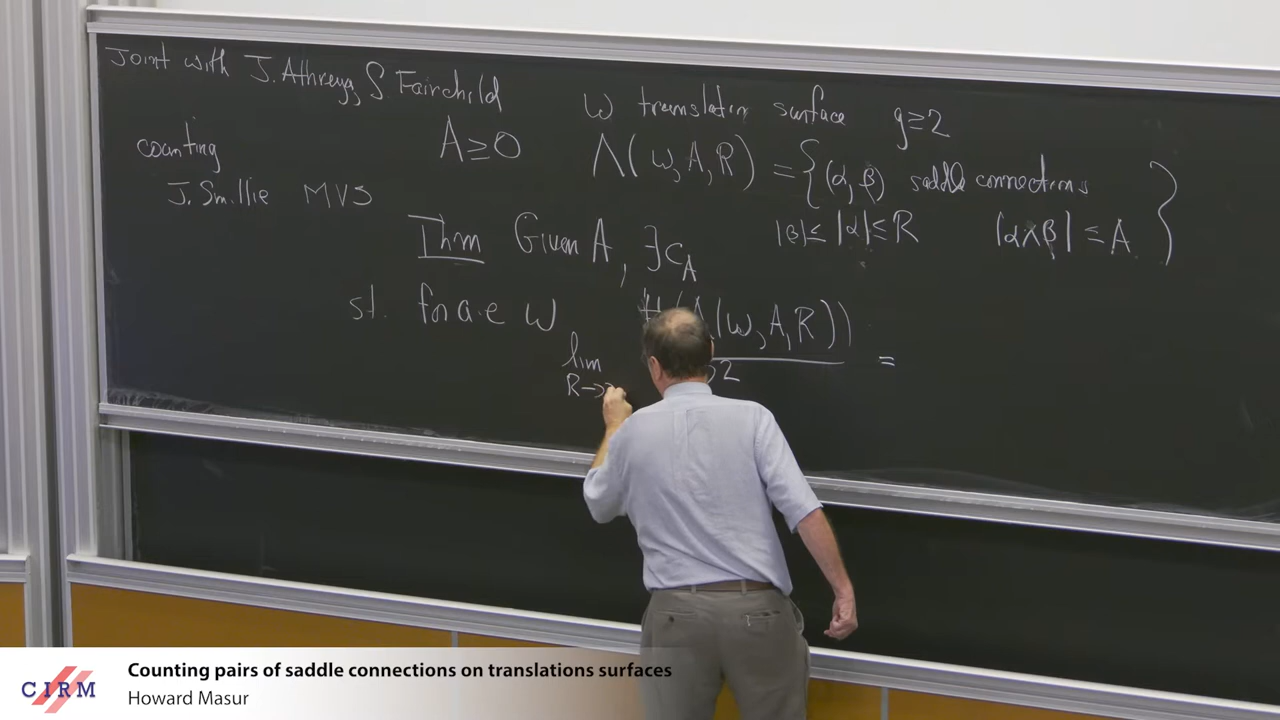 Joint with J. Athreya, S Fairchild
ω translation surface g≥2
counting
A≥0
Λ(ω,A,R) = {(α,β) saddle connections
J. Smillie MVS
|β|≤|α|≤R |α∧β|≤A }
Thm Given A, ∃c_A
st. for a.e ω
lim R→
(ω,A,R))
2
=
CIRM
Counting pairs of saddle connections on translations surfaces
Howard Masur